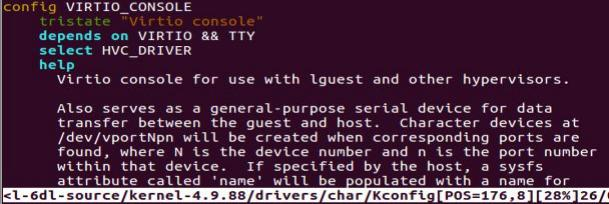 config VIRTIO_CONSOLE
tristate "Virtio console"
depends on VIRTIO && TTY
select HVC_DRIVER
help
Virtio console for use with lguest and other hypervisors.
Also serves as a general-purpose serial device for data
transfer between the guest and host.  Character devices at
/dev/vportNpn will be created when corresponding ports are
found, where N is the device number and n is the port number
within that device.  If specified by the host, a sysfs
attribute called 'name' will be populated with a name for
<l-6dl-source/kernel-4.9.88/drivers/char/Kconfig[POS=176,8][28%]26/